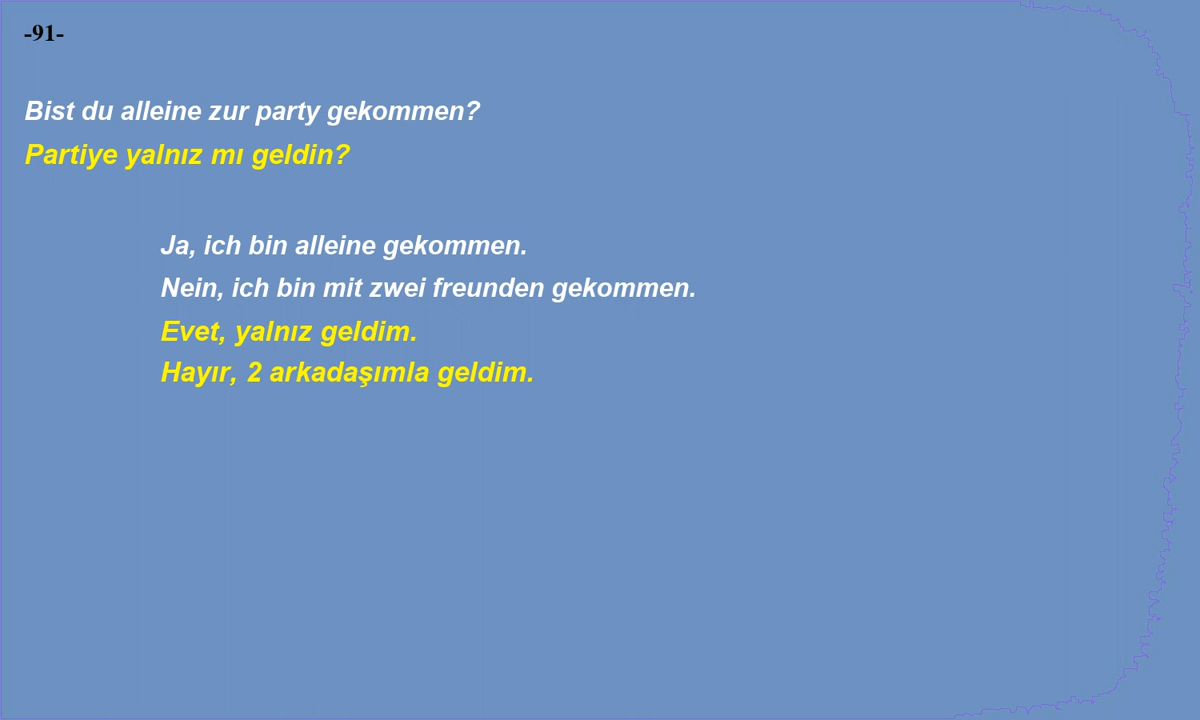 -91-
Bist du alleine zur party gekommen?
Partiye yalnız mı geldin?
Ja, ich bin alleine gekommen.
Nein, ich bin mit zwei freunden gekommen.
Evet, yalnız geldim.
Hayır, 2 arkadaşımla geldim.